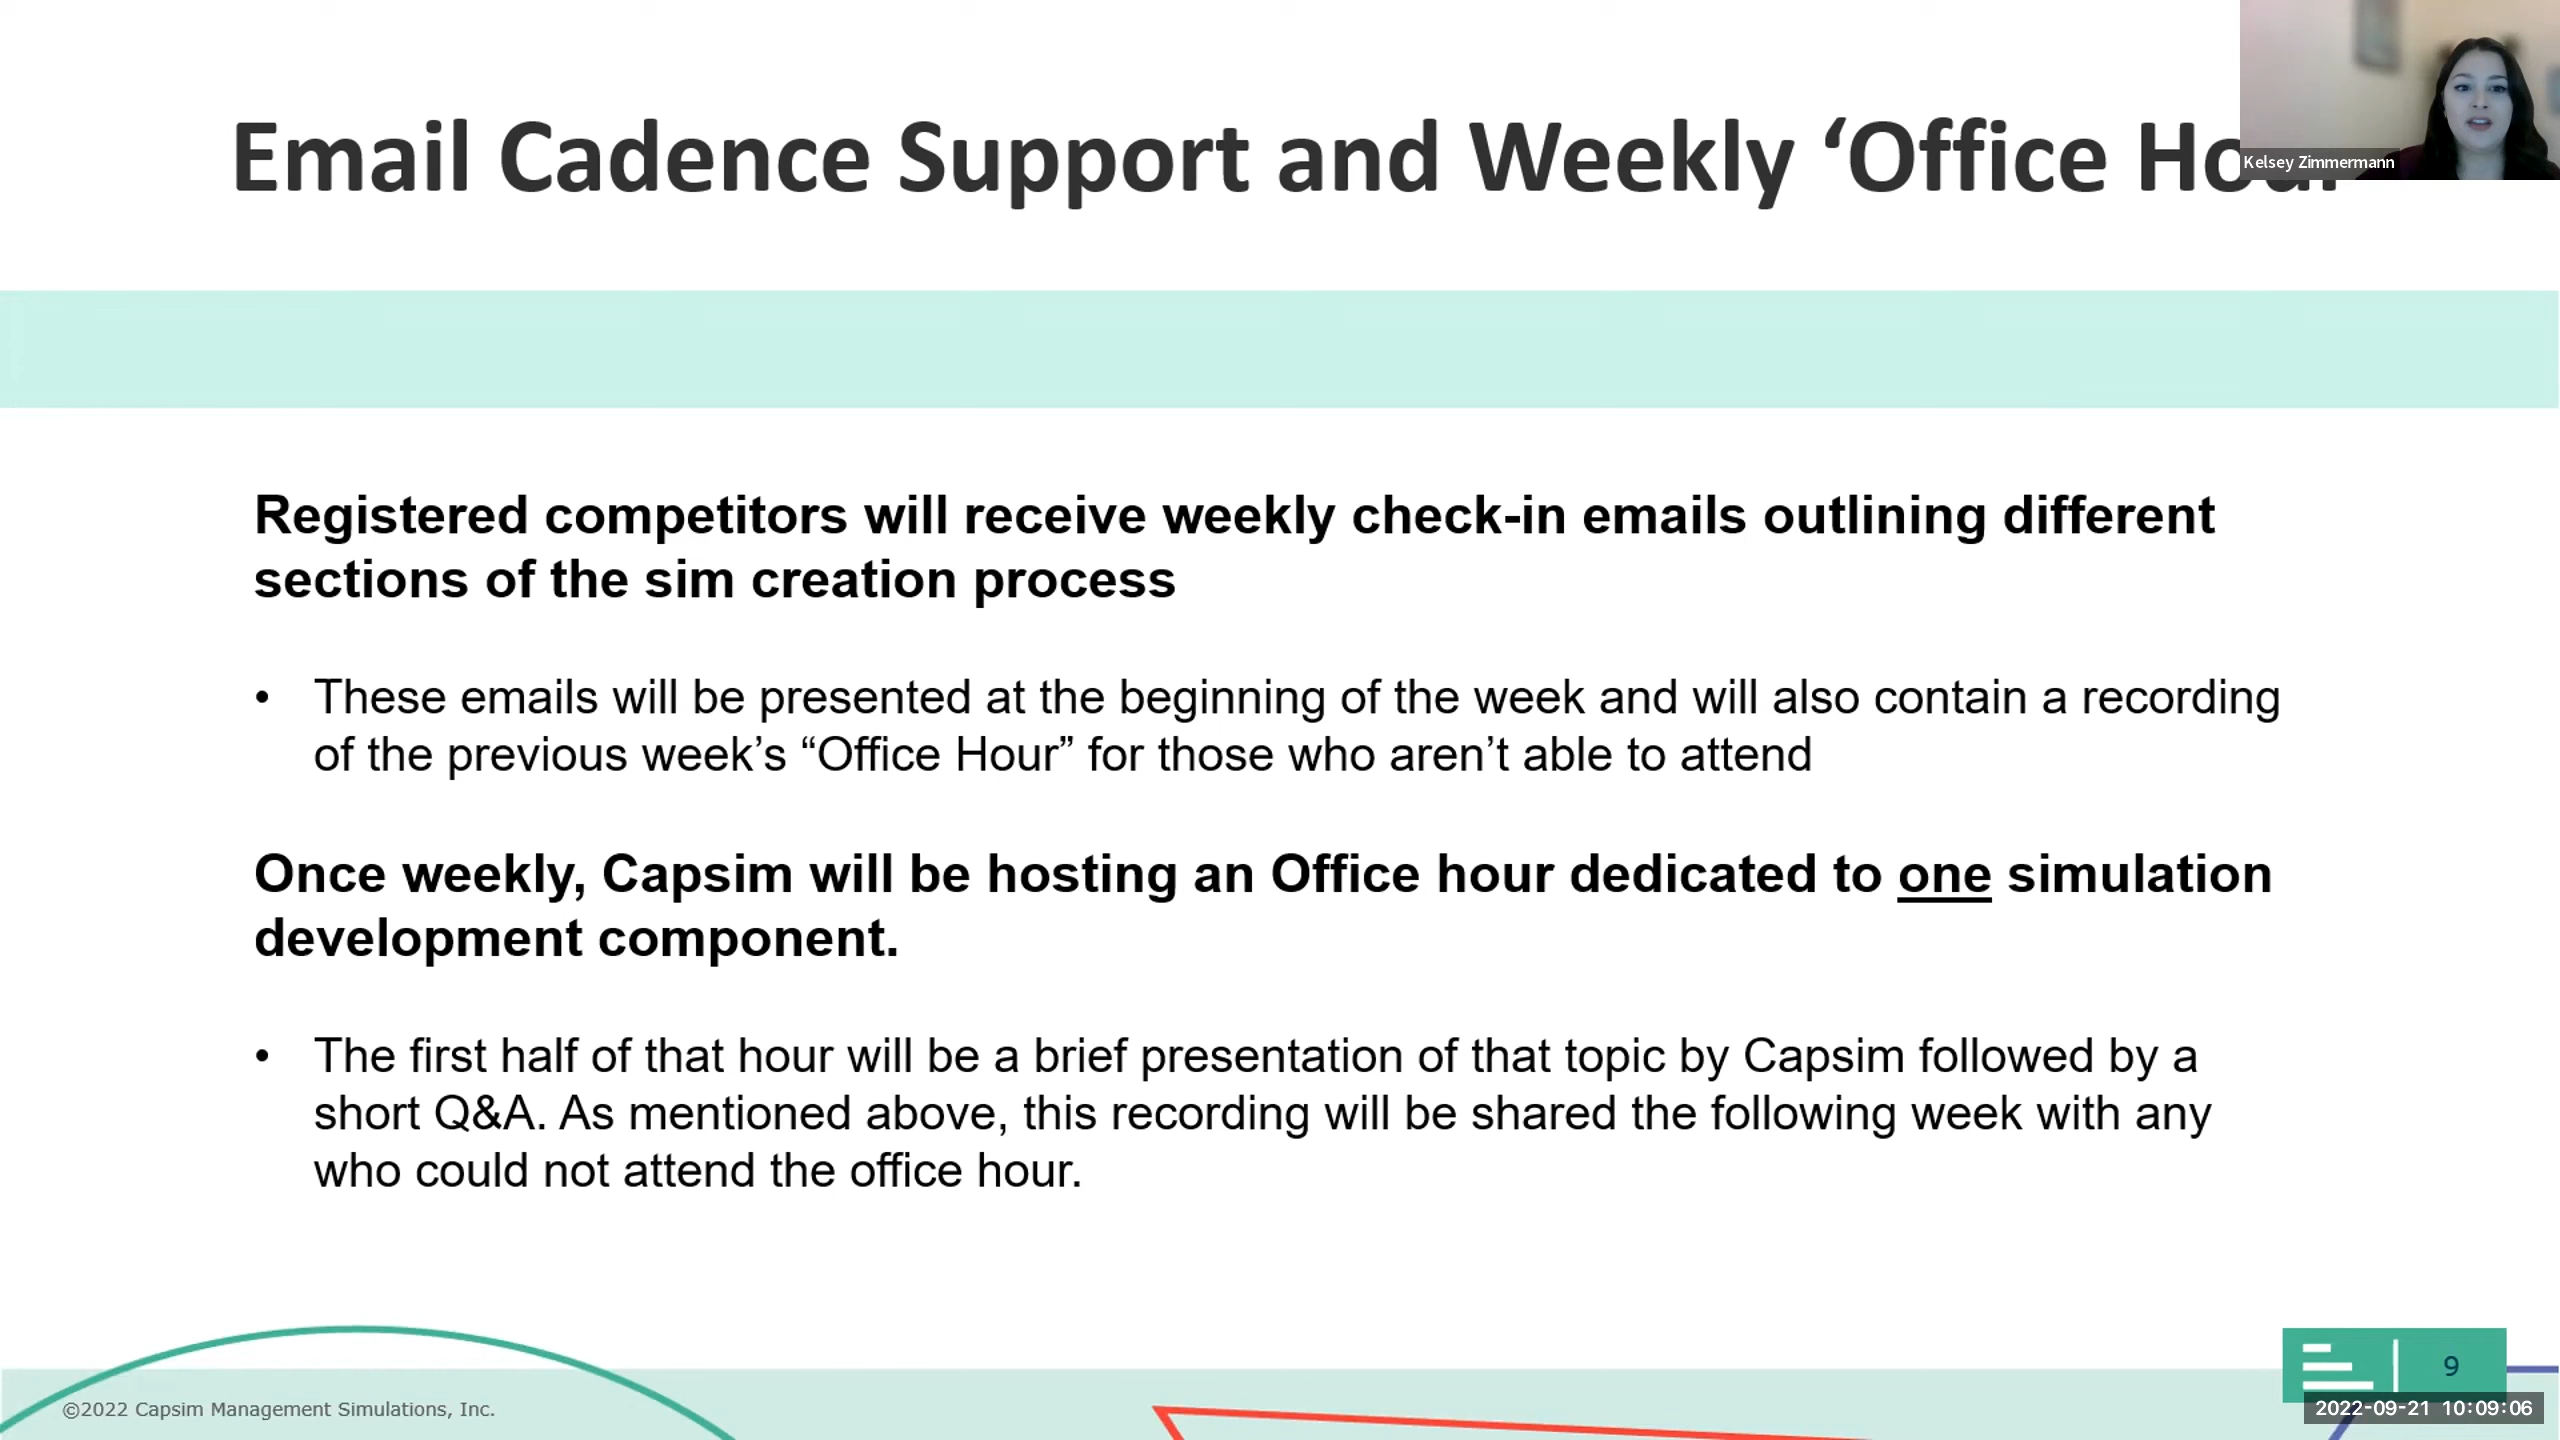 Email Cadence Support and Weekly ‘Office Hour
Kelsey Zimmermann
Registered competitors will receive weekly check-in emails outlining different
sections of the sim creation process
• These emails will be presented at the beginning of the week and will also contain a recording
of the previous week’s “Office Hour” for those who aren’t able to attend
Once weekly, Capsim will be hosting an Office hour dedicated to one simulation
development component.
• The first half of that hour will be a brief presentation of that topic by Capsim followed by a
short Q&A. As mentioned above, this recording will be shared the following week with any
who could not attend the office hour.
9
©2022 Capsim Management Simulations, Inc.
2022-09-21 10:09:06